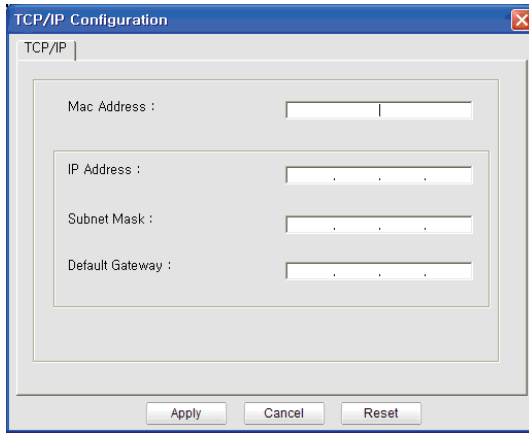 TCP/IP Configuration
TCP/IP
Mac Address :
IP Address :
. . .
Subnet Mask :
. . .
Default Gateway :
. . .
Apply Cancel Reset